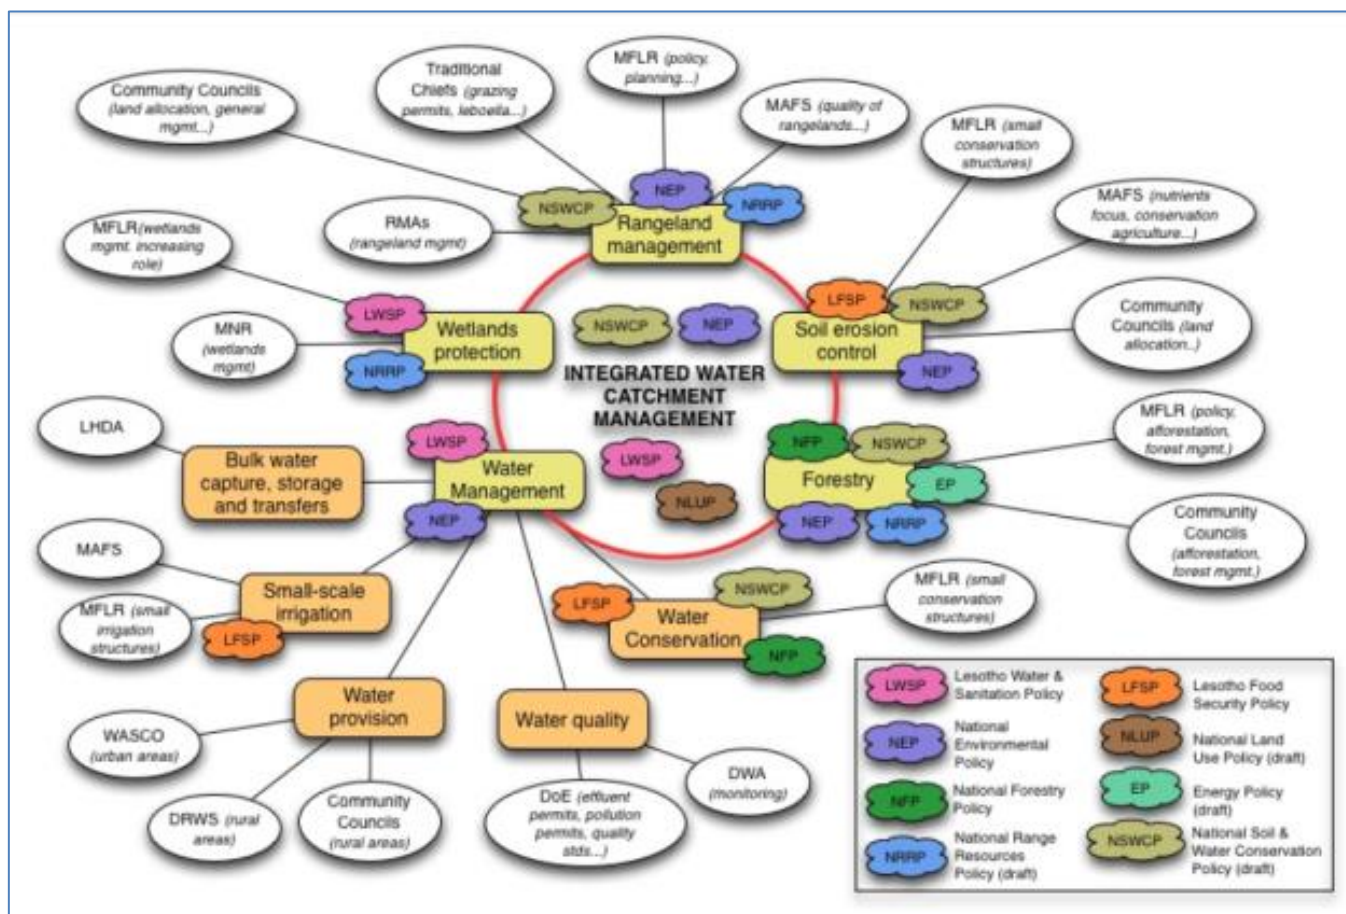 MFLR (policy,
planning...)
Traditional
Chiefs (grazing
permits, leboella...)
Community Councils
(land allocation, general
mgmt...)
MAFS (quality of
rangelands...)
MFLR (small
conservation
structures)
MAFS (nutrients
focus, conservation
agriculture...)
RMAs
(rangeland mgmt)
NSWCP
NEP
NRRP
Rangeland
management
MFLR(wetlands
mgmt. increasing
role)
MNR
(wetlands
mgmt)
LWSP
NRRP
Wetlands
protection
NSWCP
NEP
LFSP
NSWCP
Soil erosion
control
NEP
Community
Councils (land
allocation..)
INTEGRATED WATER
CATCHMENT
MANAGEMENT
LWSP
NLUP
LHDA
Bulk water
capture, storage
and transfers
LWSP
Water
Management
NEP
NFP
NSWCP
Forestry
EP
NEP
NRRP
MFLR (policy,
afforestation,
forest mgmt.)
Community
Councils
(afforestation,
forest mgmt.)
MAFS
MFLR (small
irrigation
structures)
Small-scale
irrigation
LFSP
LFSP
NSWCP
Water
Conservation
NFP
MFLR (small
conservation
structures)
Water
provision
WASCO
(urban areas)
DRWS (rural
areas)
Community
Councils
(rural areas)
Water quality
DoE (effluent
permits, pollution
permits, quality
stds...)
DWA
(monitoring)
LWSP
Lesotho Water &
Sanitation Policy
NEP
National
Environmental
Policy
NFP
National Forestry
Policy
NRRP
National Range
Resources
Policy (draft)
LFSP
Lesotho Food
Security Policy
NLUP
National Land
Use Policy (draft)
EP
Energy Policy
(draft)
NSWCP
National Soil &
Water Conservation
Policy (draft)